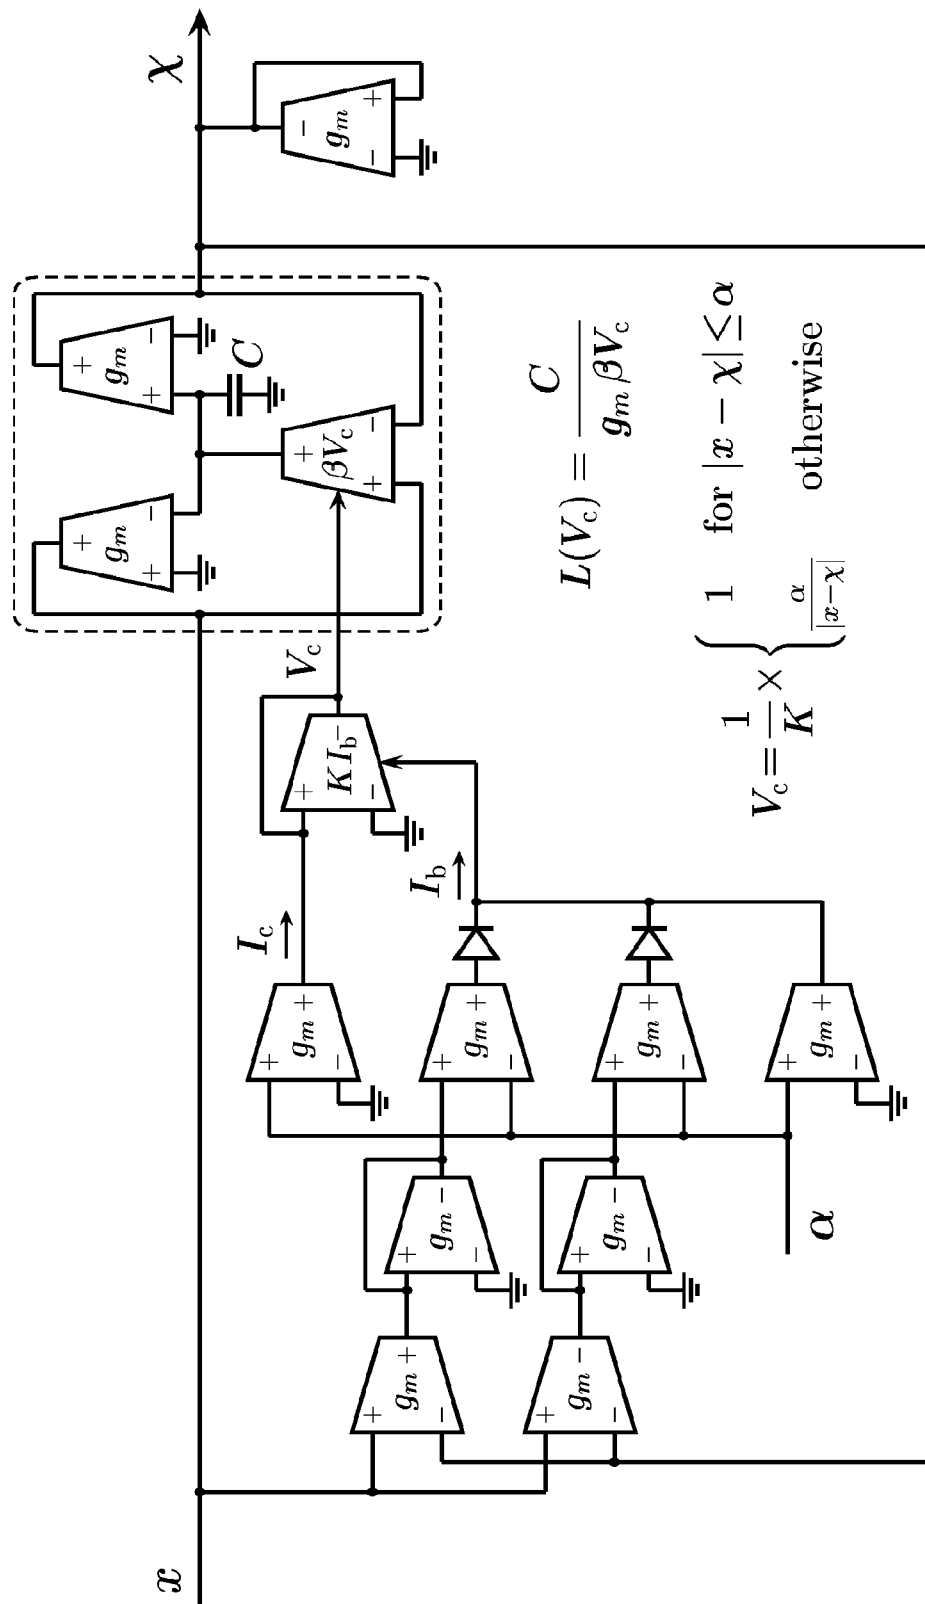 +
g_m
+ −
+
g_m
+ −
x
χ
C
I_c
+
g_m +
−
V_c
+
K I_b −
−
+
βV_c
+ −
−
g_m
− +
+
g_m +
−
+
g_m −
−
I_b
+
g_m +
−
+
g_m −
−
+
g_m −
−
+
g_m +
−
+
g_m +
−
α
L(V_c) = C / (g_m βV_c)
V_c = 1/K × { 1 for |x − χ| ≤ α
α/|x−χ| otherwise